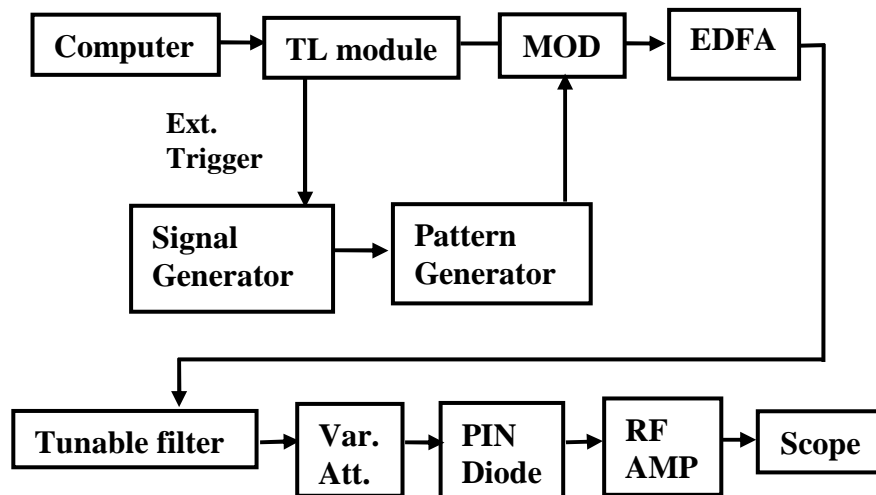 Computer
TL module
MOD
EDFA
Ext.
Trigger
Signal
Generator
Pattern
Generator
Tunable filter
Var.
Att.
PIN
Diode
RF
AMP
Scope